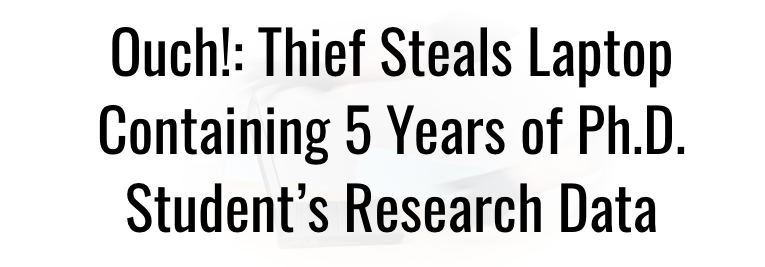 Ouch!: Thief Steals Laptop
Containing 5 Years of Ph.D.
Student’s Research Data